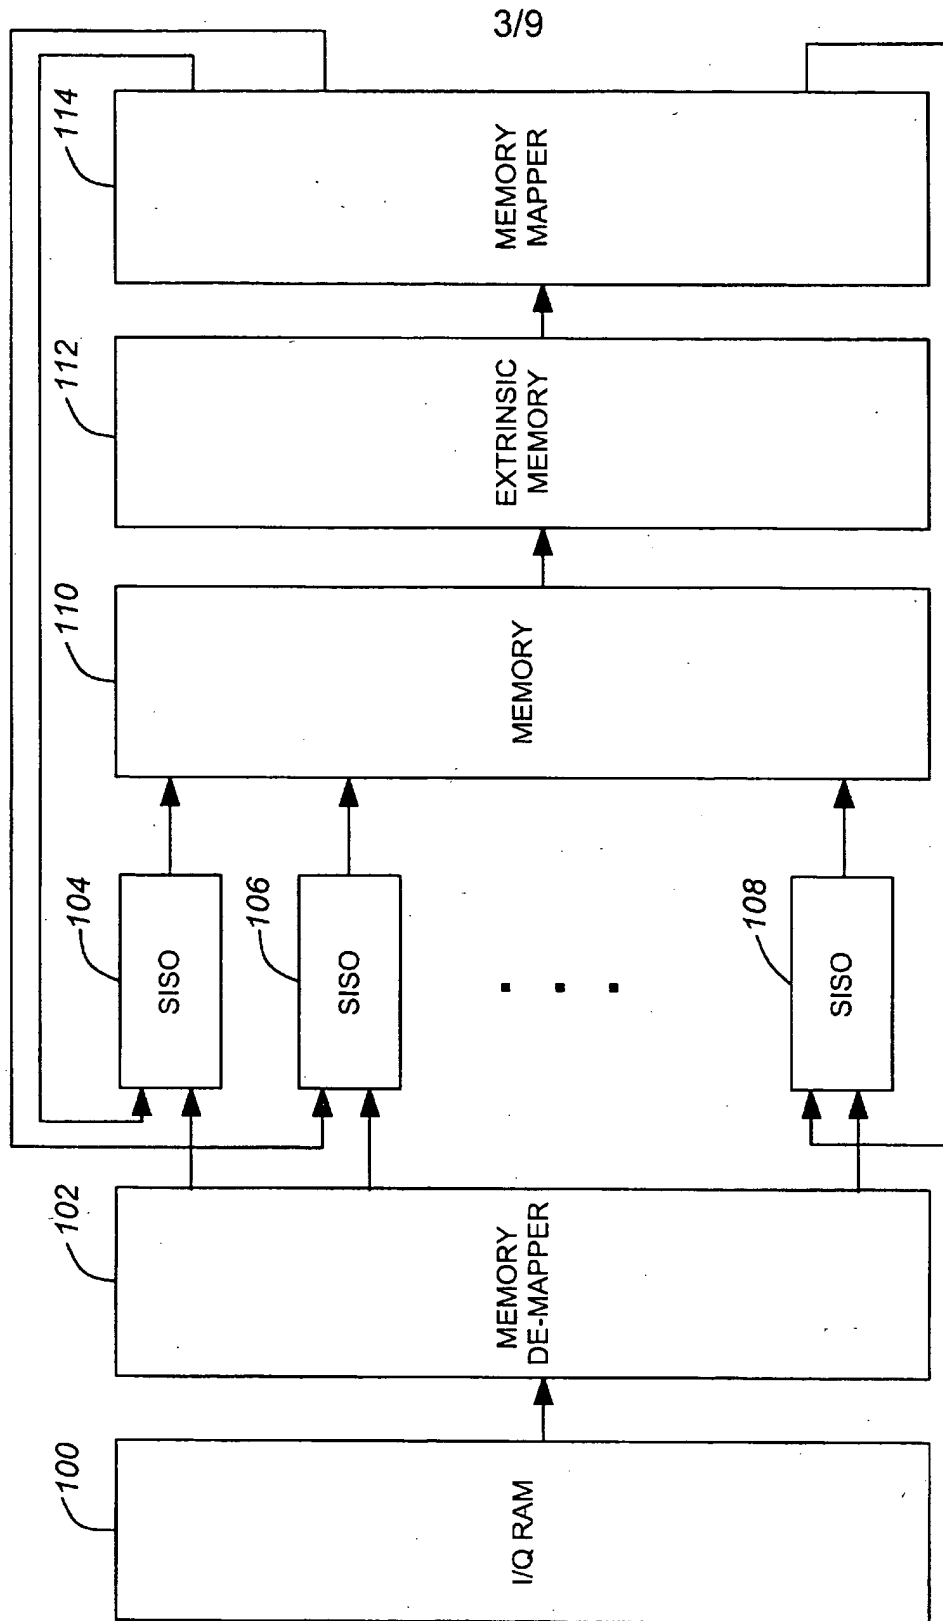 3/9
100
I/Q RAM
102
MEMORY
DE-MAPPER
104
SISO
106
SISO
108
SISO
110
MEMORY
112
EXTRINSIC
MEMORY
114
MEMORY
MAPPER